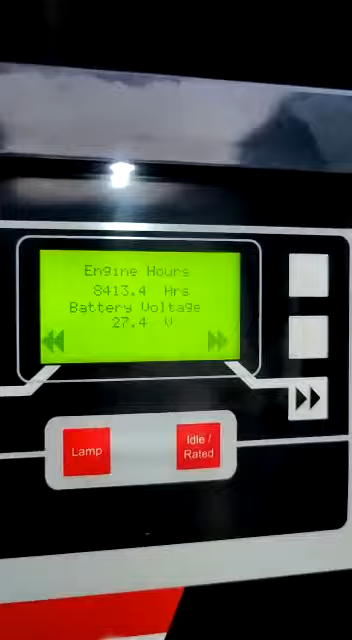 Engine Hours
8413.4 Hrs
Battery Voltage
27.4 V
Lamp
Idle /
Rated